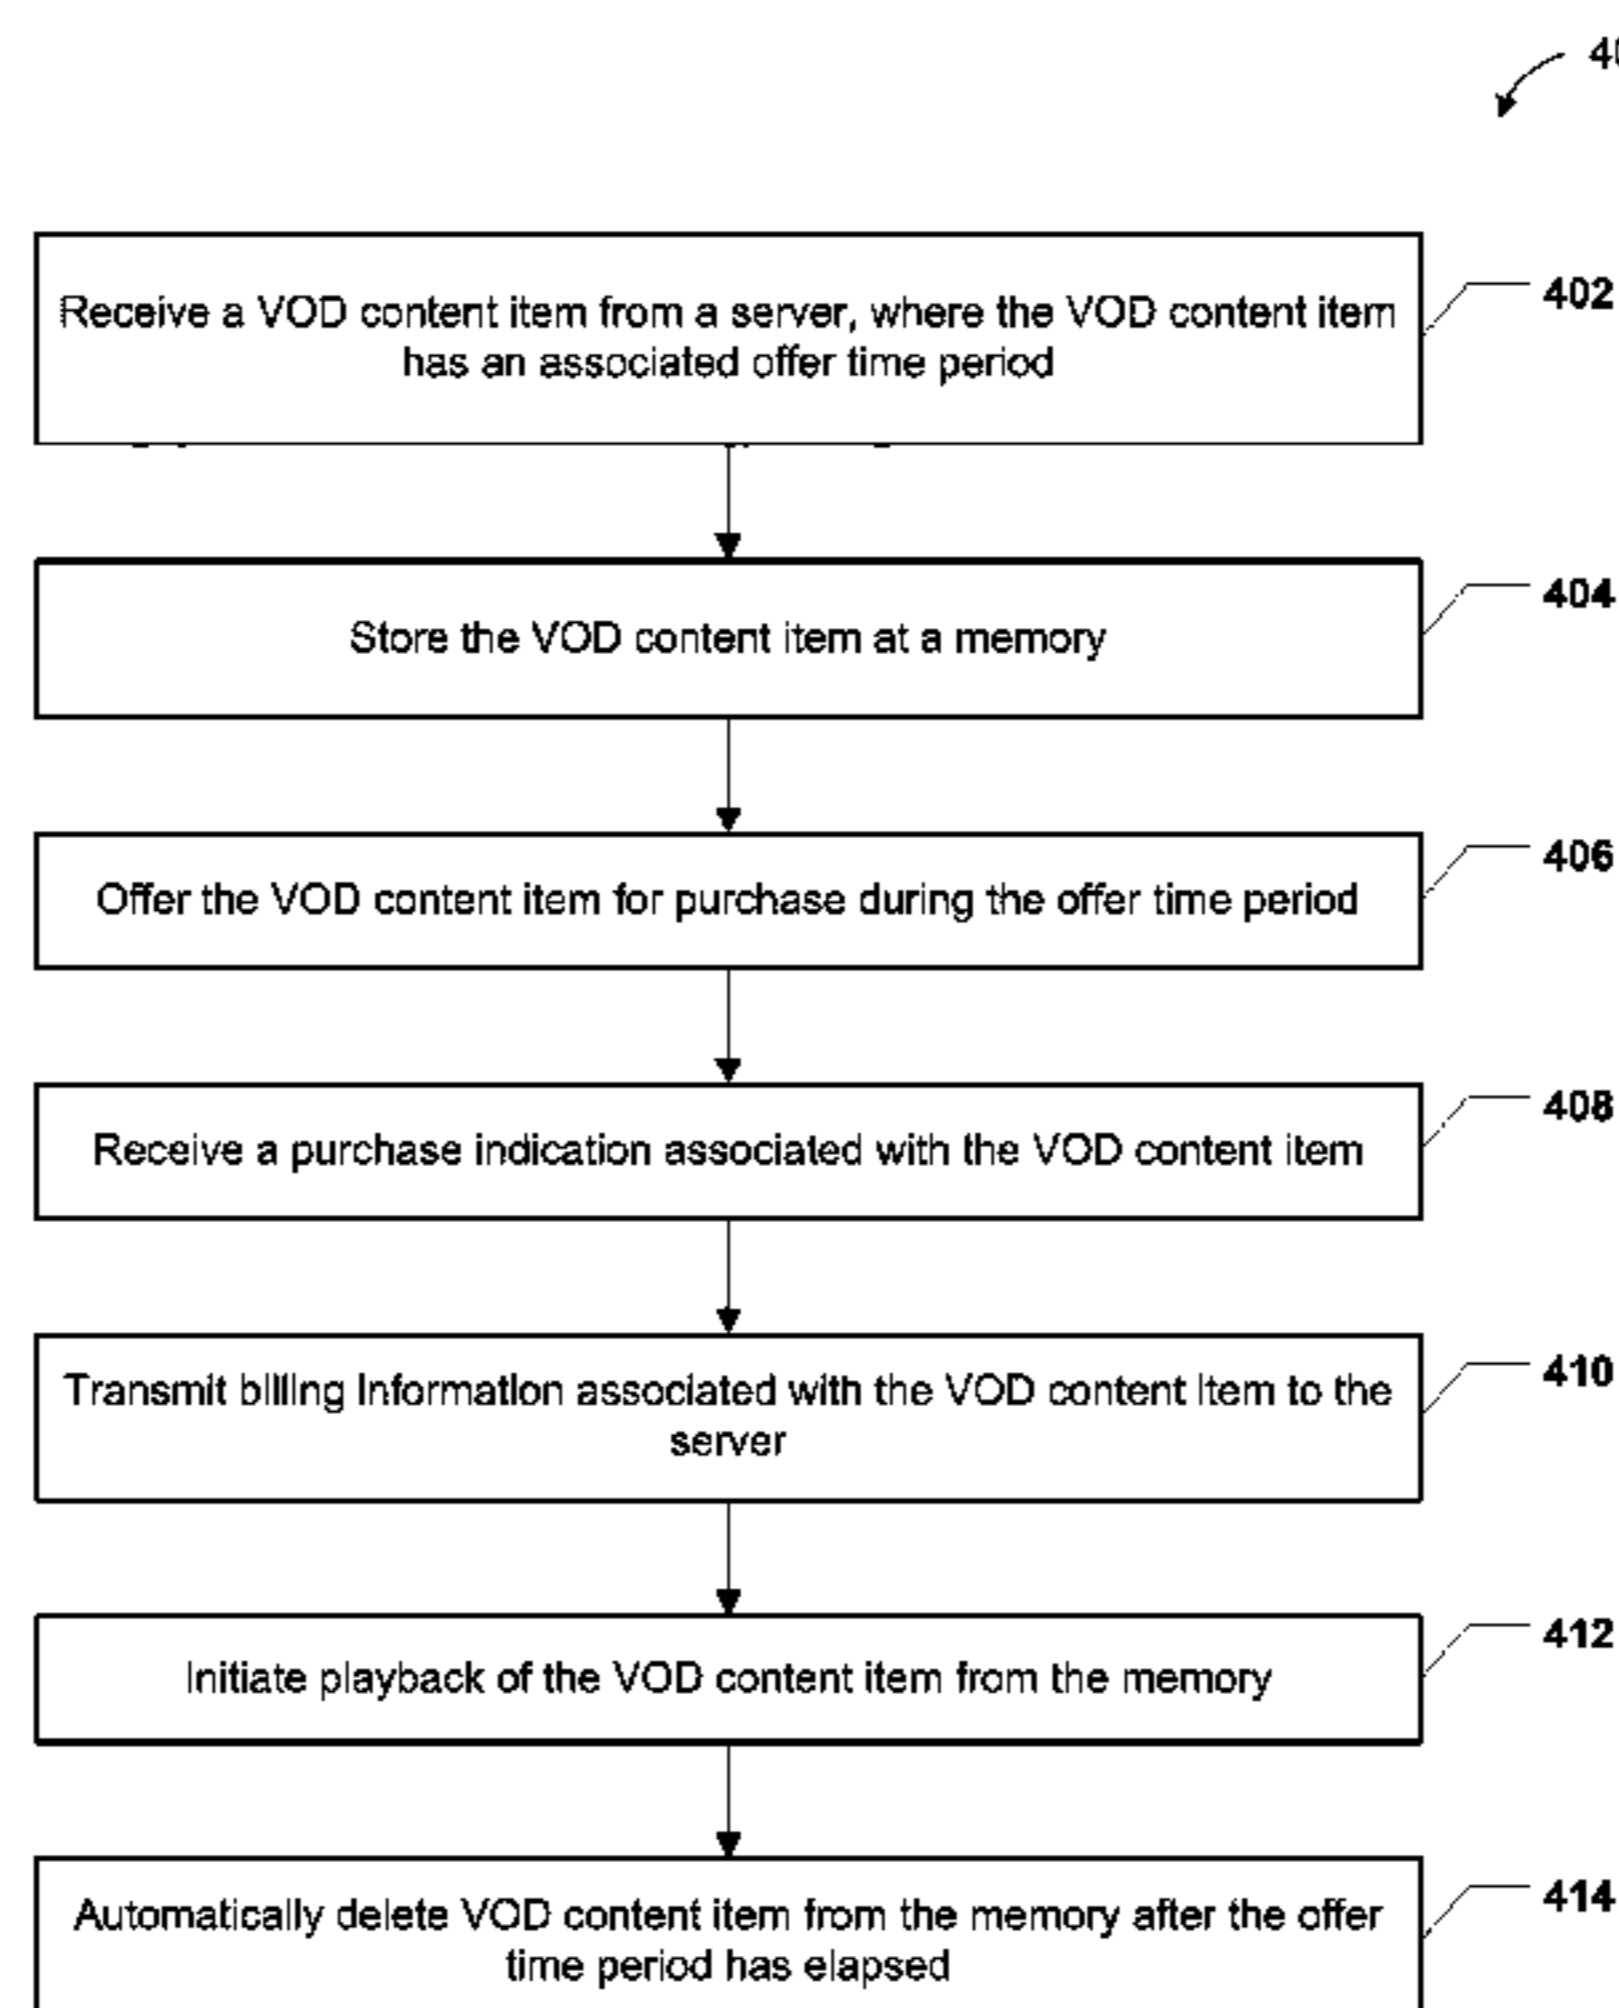 Receive a VOD content item from a server, where the VOD content item
has an associated offer time period
402
Store the VOD content item at a memory
404
Offer the VOD content item for purchase during the offer time period
406
Receive a purchase indication associated with the VOD content item
408
Transmit billing information associated with the VOD content item to the
server
410
Initiate playback of the VOD content item from the memory
412
Automatically delete VOD content item from the memory after the offer
time period has elapsed
414